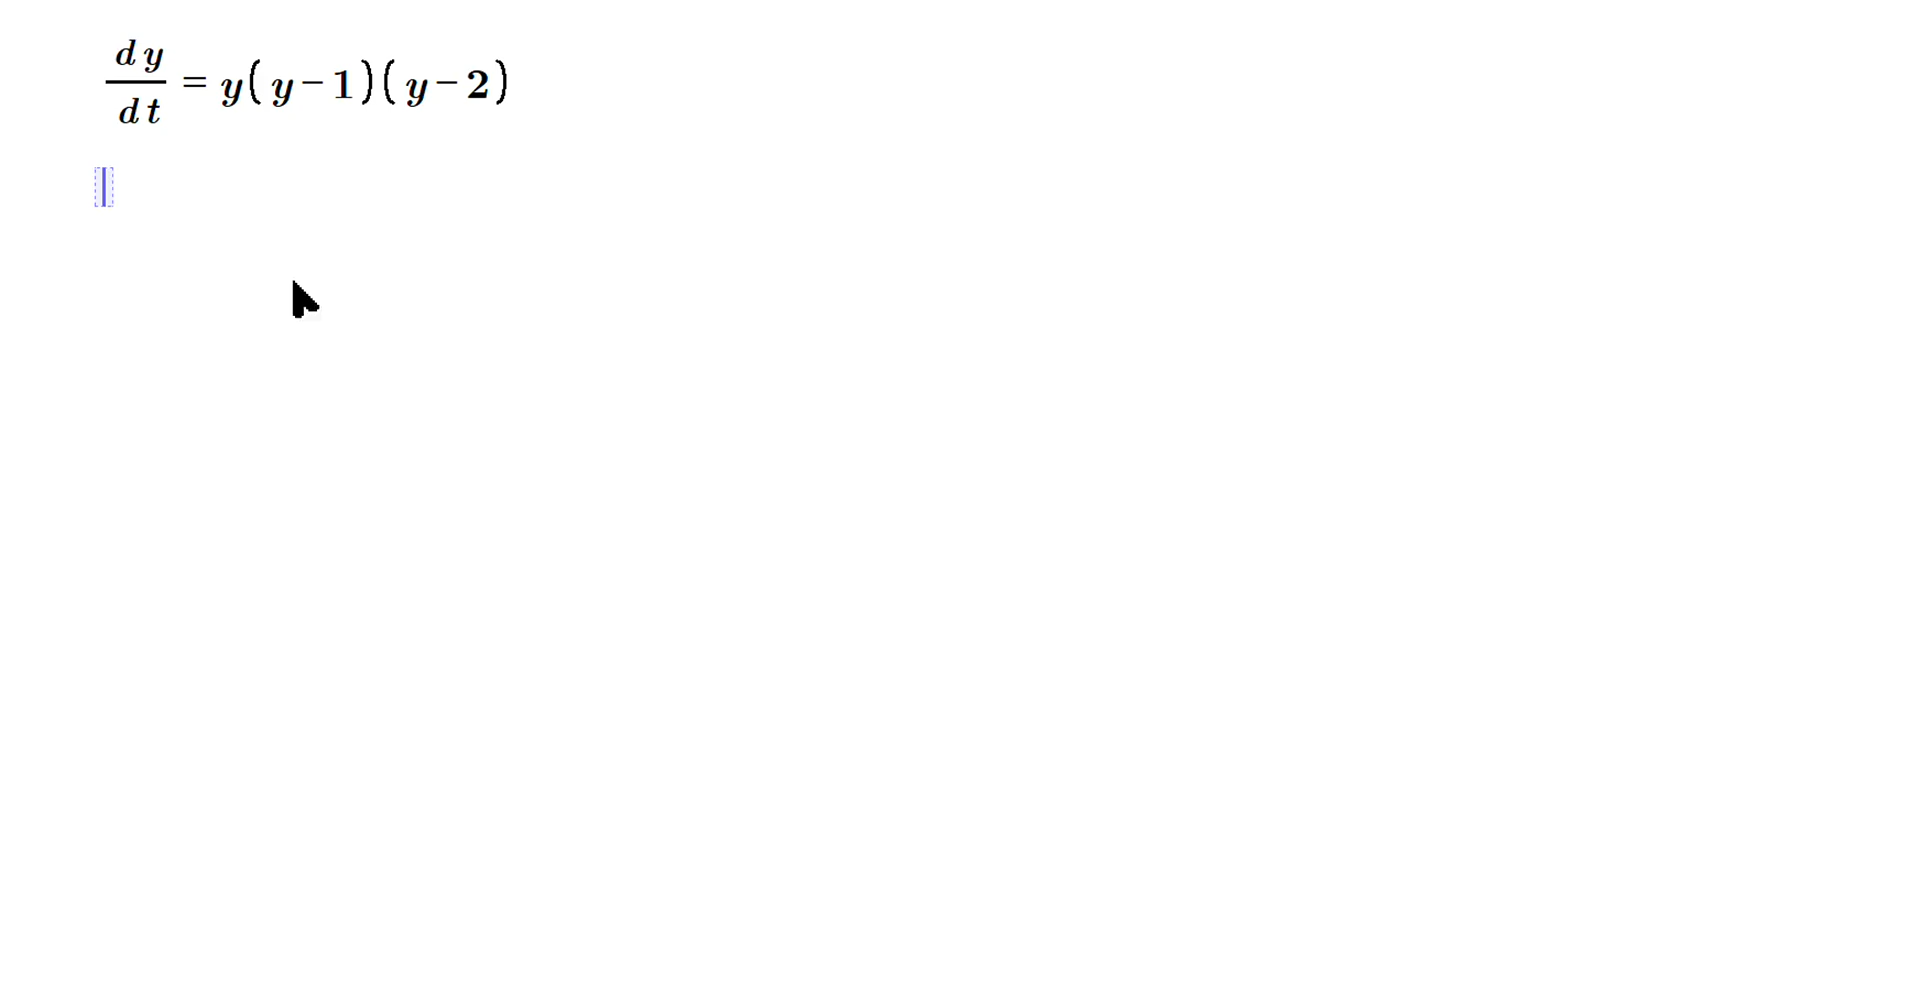 dy/dt = y(y-1)(y-2)